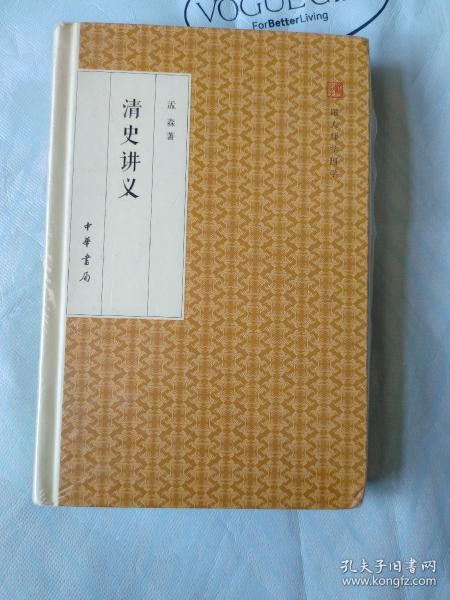 VOGUE
ForBetterLiving
清史讲义
孟森著
中華書局
孔夫子旧书网
www.kongfz.com